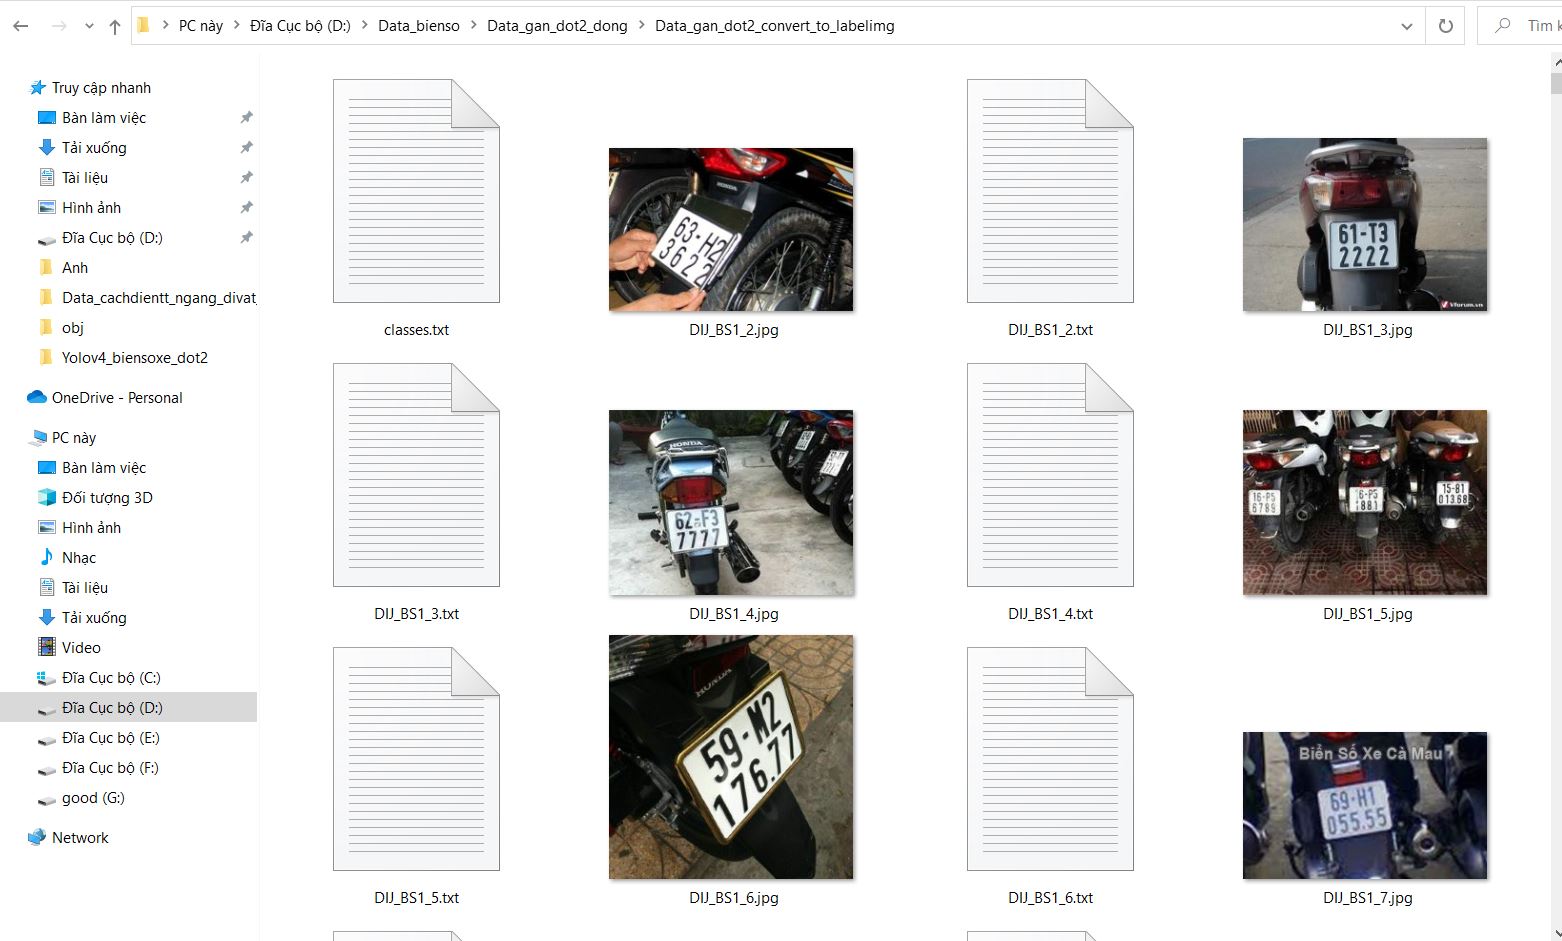 PC này
Đĩa Cục bộ (D:)
Data_bienso
Data_gan_dot2_dong
Data_gan_dot2_convert_to_labelimg
Tìm k
Truy cập nhanh
Bàn làm việc
Tải xuống
Tài liệu
Hình ảnh
Đĩa Cục bộ (D:)
Anh
Data_cachdientt_ngang_divat_
obj
Yolov4_biensoxe_dot2
OneDrive - Personal
PC này
Bàn làm việc
Đối tượng 3D
Hình ảnh
Nhạc
Tài liệu
Tải xuống
Video
Đĩa Cục bộ (C:)
Đĩa Cục bộ (D:)
Đĩa Cục bộ (E:)
Đĩa Cục bộ (F:)
good (G:)
Network
HONDA
63-H2
3622
61-T3
2222
Vforum.vn
classes.txt
DIJ_BS1_2.jpg
DIJ_BS1_2.txt
DIJ_BS1_3.jpg
HONDA
62-F3
7777
16-P5
6789
16-P5
1881
15-B1
013.68
DIJ_BS1_3.txt
DIJ_BS1_4.jpg
DIJ_BS1_4.txt
DIJ_BS1_5.jpg
HONDA
59-M2
176.77
Biển Số Xe Cà Mau
69-H1
055.55
DIJ_BS1_5.txt
DIJ_BS1_6.jpg
DIJ_BS1_6.txt
DIJ_BS1_7.jpg